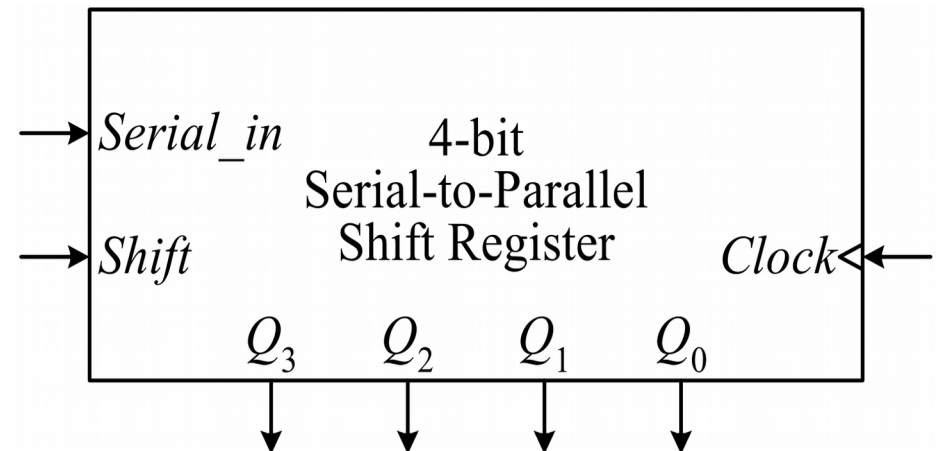 Serial_in
4-bit
Serial-to-Parallel
Shift Register
Shift
Clock
Q3 Q2 Q1 Q0